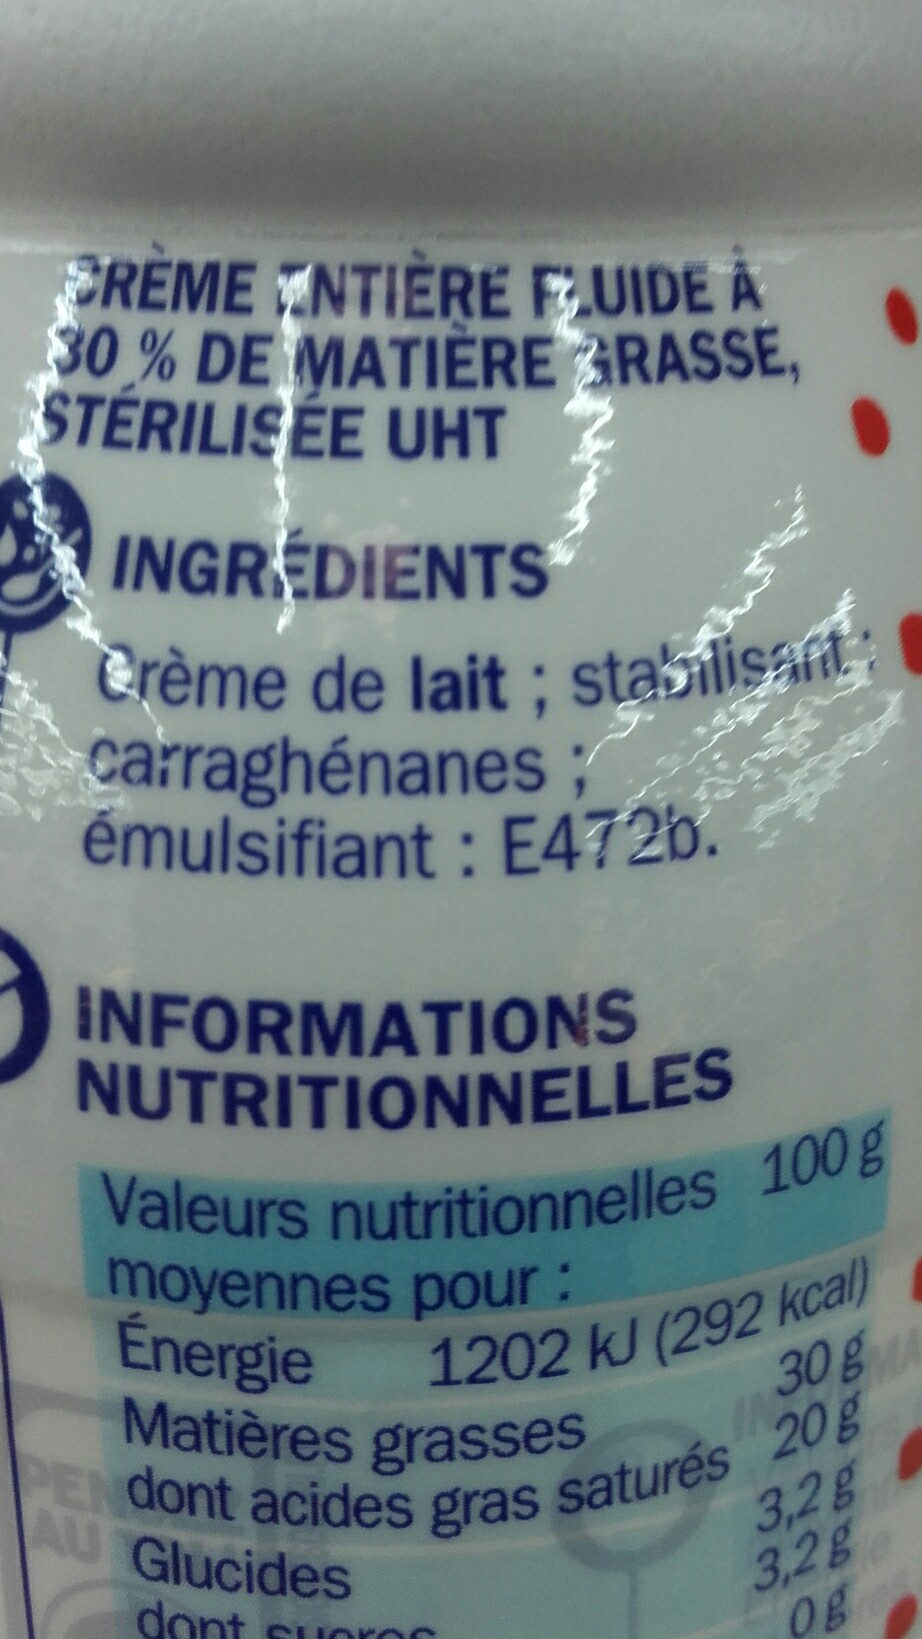 CRÈME ENTIÈRE FLUIDE À
30 % DE MATIÈRE GRASSE,
STÉRILISÉE UHT
INGRÉDIENTS
Crème de lait ; stabilisant :
carraghénanes ;
émulsifiant : E472b.
INFORMATIONS
NUTRITIONNELLES
Valeurs nutritionnelles 100 g
moyennes pour :
Énergie 1202 kJ (292 kcal)
Matières grasses 30 g
dont acides gras saturés 20 g
Glucides 3,2 g
dont sucres 3,2 g
0 g